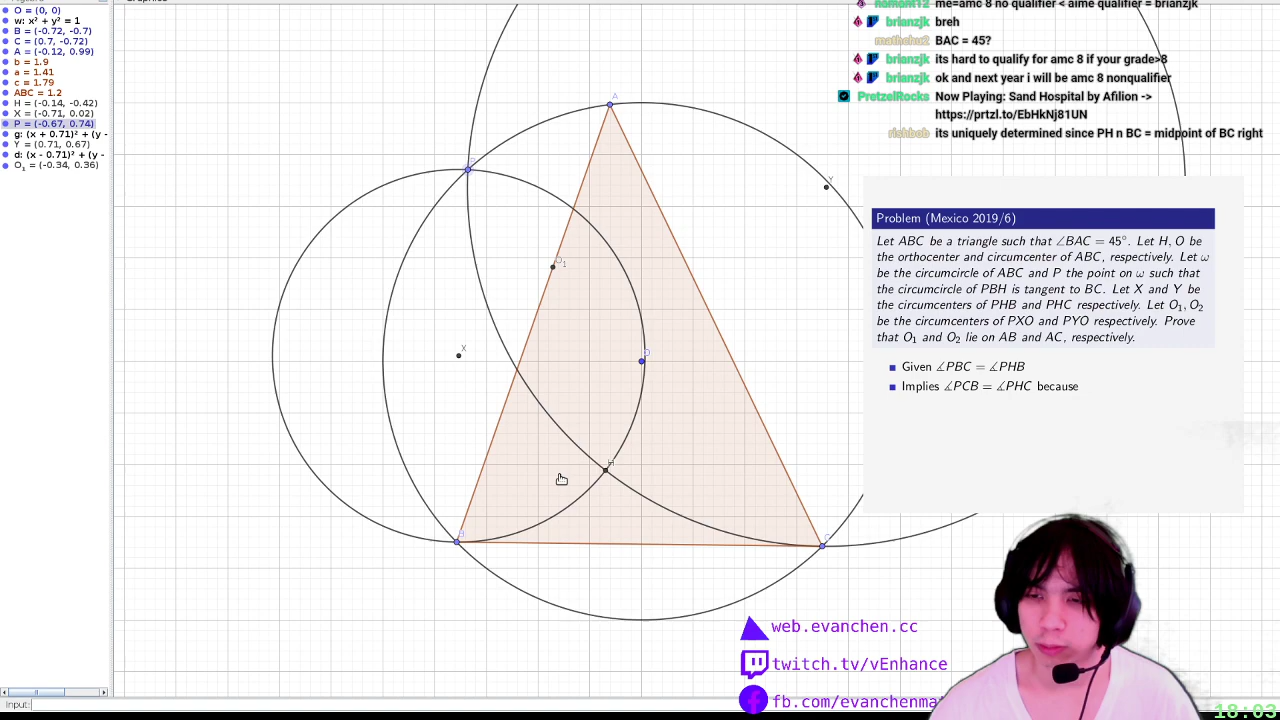 O = (0, 0)
w: x² + y² = 1
B = (-0.72, -0.7)
C = (0.7, -0.72)
A = (-0.12, 0.99)
b = 1.9
a = 1.41
c = 1.79
ABC = 1.2
H = (-0.14, -0.42)
X = (-0.71, 0.02)
P = (-0.67, 0.74)
g: (x + 0.71)² + (y -
Y = (0.71, 0.67)
d: (x - 0.71)² + (y -
O₁ = (-0.34, 0.36)
Input:
A
Y
O₁
X
H
C
me=amc 8 no qualifier < aime qualifier = brianzjk
brianzjk breh
BAC = 45?
brianzjk its hard to qualify for amc 8 if your grade>8
brianzjk ok and next year i will be amc 8 nonqualifier
PretzelRocks Now Playing: Sand Hospital by Afilion ->
https://prtzl.to/EbHkNj81UN
richbob its uniquely determined since PH n BC = midpoint of BC right
Problem (Mexico 2019/6)
Let ABC be a triangle such that ∠BAC = 45°. Let H, O be
the orthocenter and circumcenter of ABC, respectively. Let ω
be the circumcircle of ABC and P the point on ω such that
the circumcircle of PBH is tangent to BC. Let X and Y be
the circumcenters of PHB and PHC respectively. Let O₁, O₂
be the circumcenters of PXO and PYO respectively. Prove
that O₁ and O₂ lie on AB and AC, respectively.
Given ∠PBC = ∠PHB
Implies ∠PCB = ∠PHC because
web.evanchen.cc
twitch.tv/vEnhance
fb.com/evanchenma
18:03